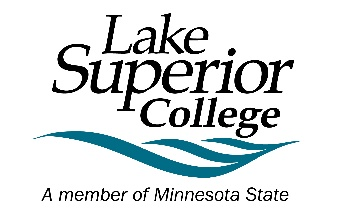 Lake
Superior
College
A member of Minnesota State